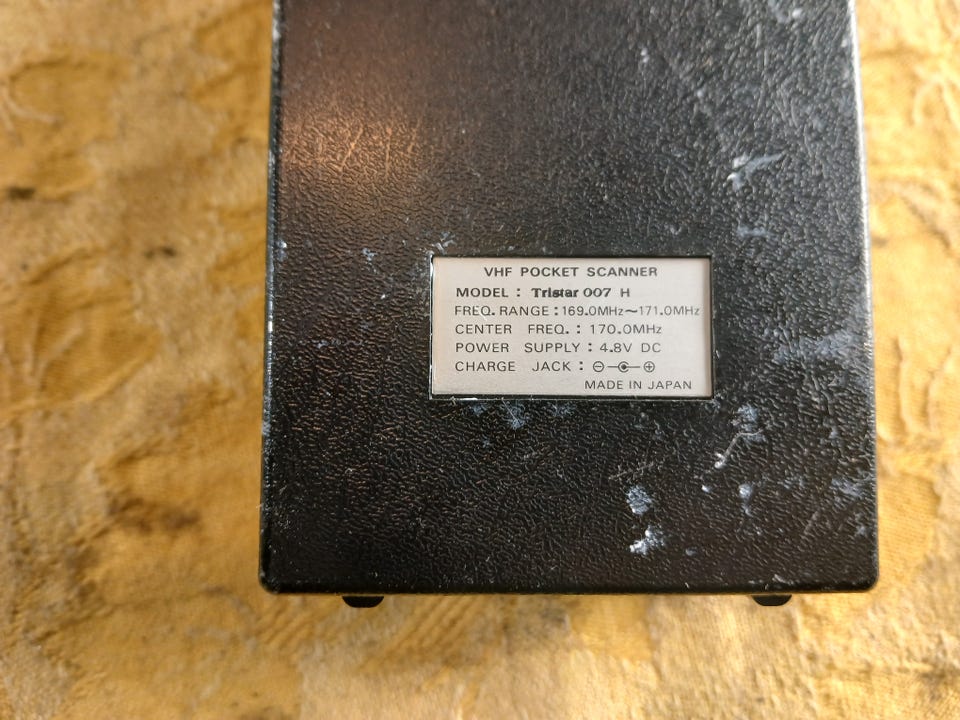 VHF POCKET SCANNER
MODEL : Tristar 007 H
FREQ. RANGE : 169.0MHz~171.0MHz
CENTER FREQ. : 170.0MHz
POWER SUPPLY : 4.8V DC
CHARGE JACK : ⊖-⦿-⊕
MADE IN JAPAN